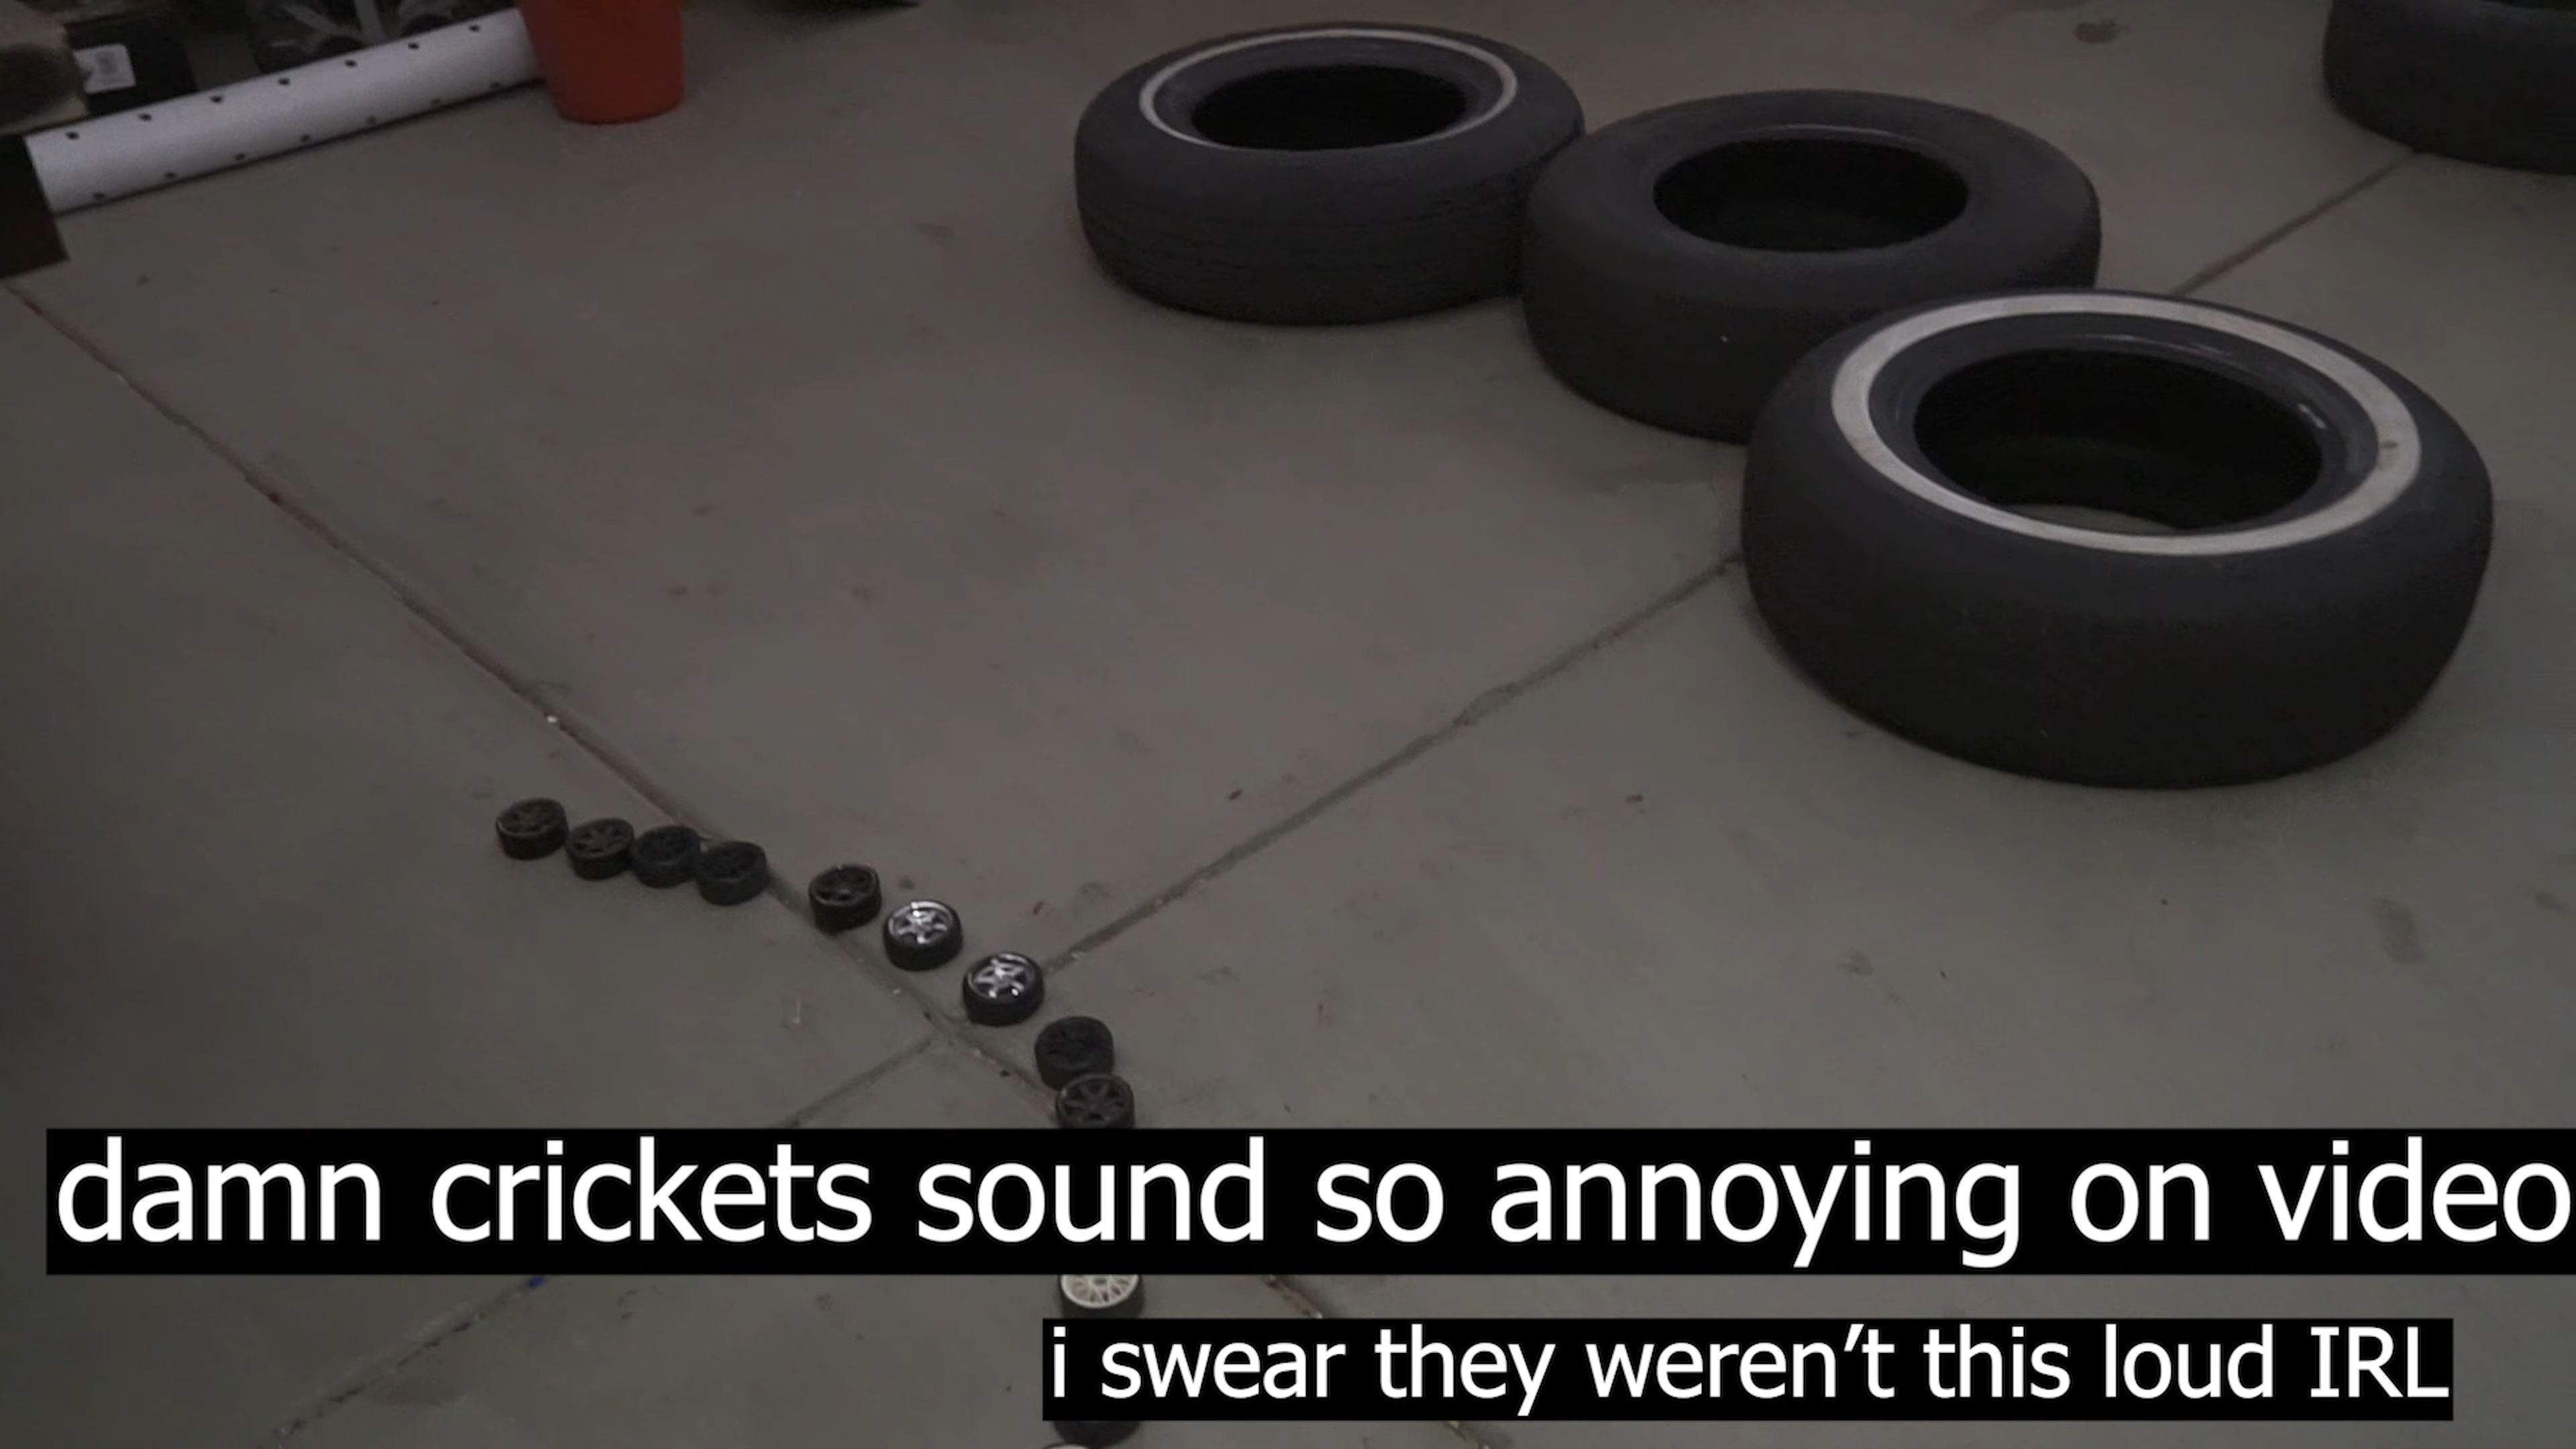 damn crickets sound so annoying on video
i swear they weren’t this loud IRL